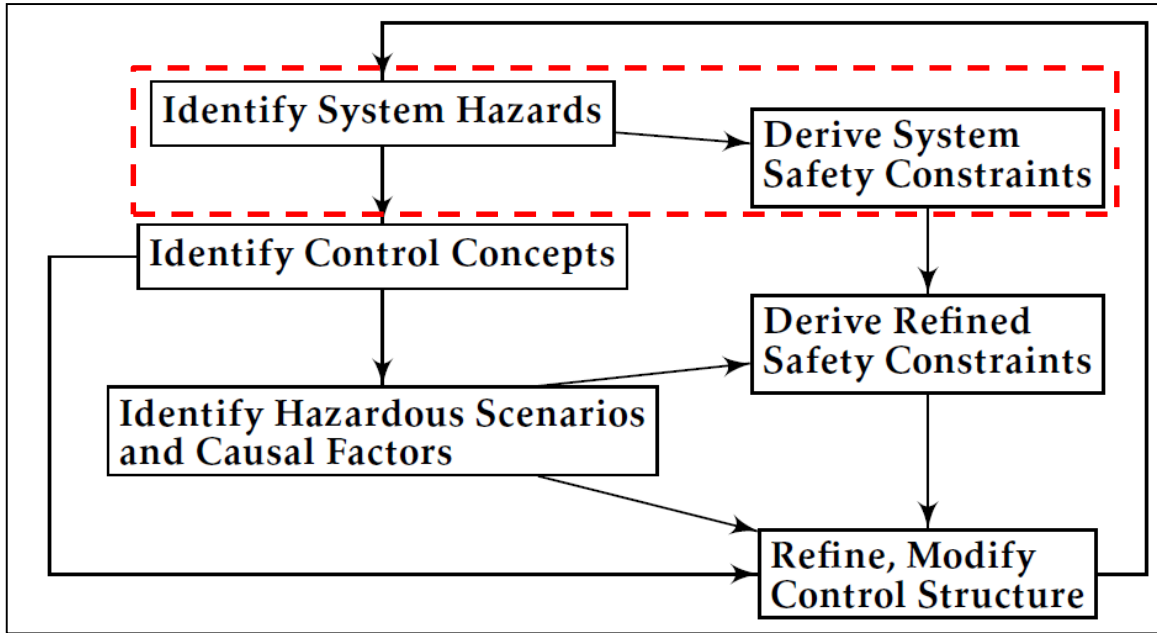 Identify System Hazards
Derive System
Safety Constraints
Identify Control Concepts
Derive Refined
Safety Constraints
Identify Hazardous Scenarios
and Causal Factors
Refine, Modify
Control Structure